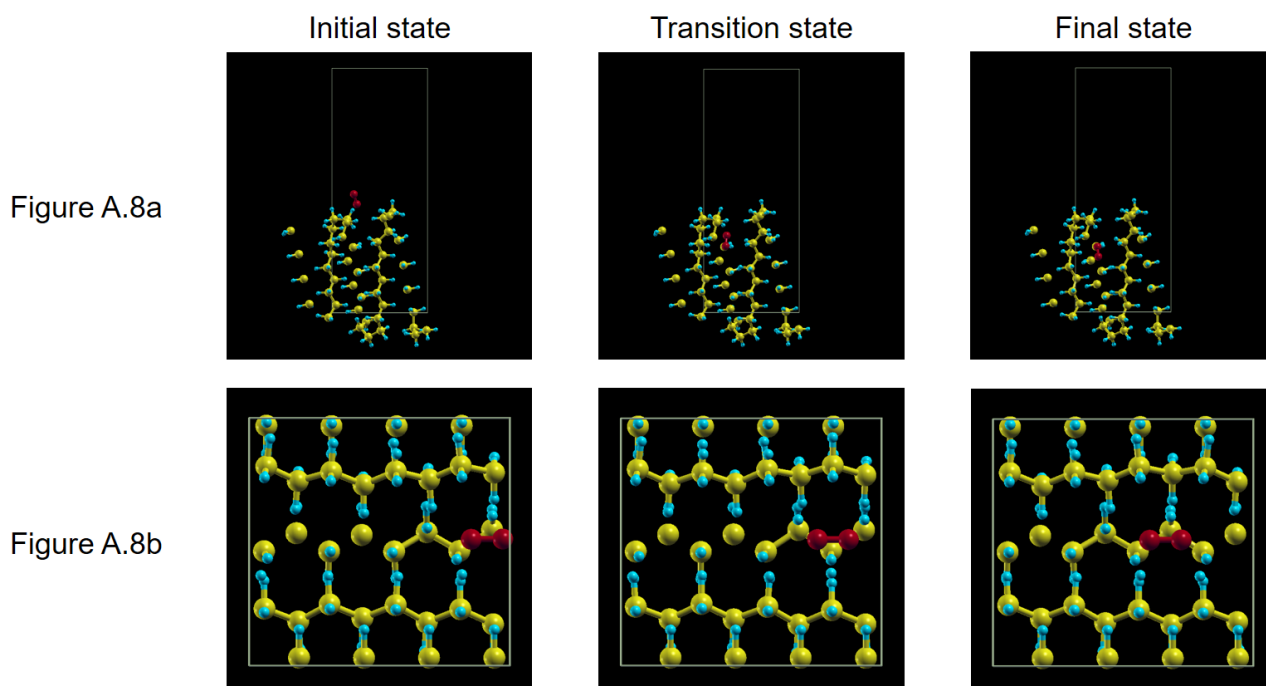 Initial state
Transition state
Final state
Figure A.8a
Figure A.8b